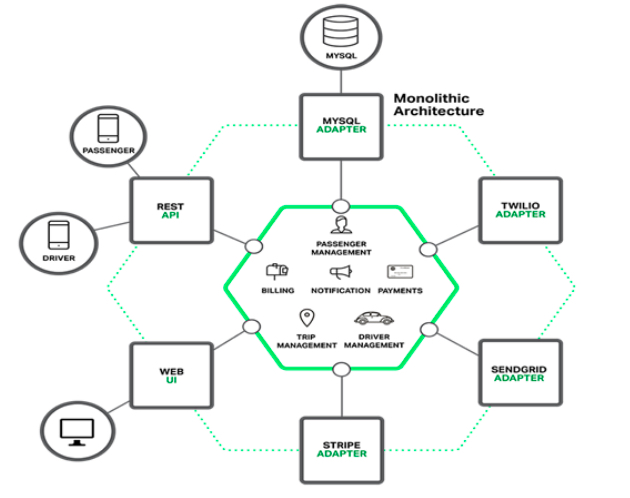 MYSQL
MYSQL
ADAPTER
Monolithic
Architecture
PASSENGER
REST
API
TWILIO
ADAPTER
DRIVER
PASSENGER
MANAGEMENT
BILLING
NOTIFICATION
PAYMENTS
TRIP
MANAGEMENT
DRIVER
MANAGEMENT
WEB
UI
SENDGRID
ADAPTER
STRIPE
ADAPTER